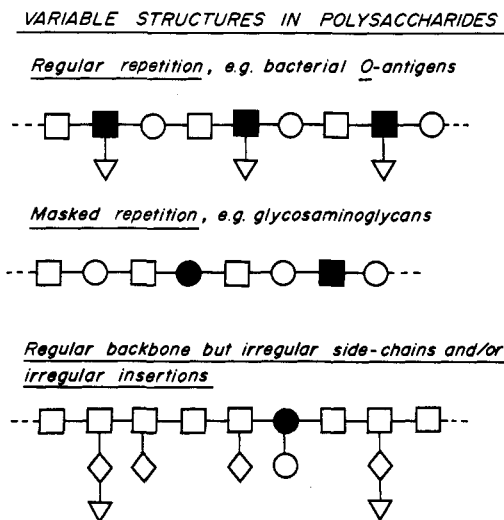 VARIABLE STRUCTURES IN POLYSACCHARIDES
Regular repetition, e.g. bacterial O-antigens
Masked repetition, e.g. glycosaminoglycans
Regular backbone but irregular side-chains and/or
irregular insertions